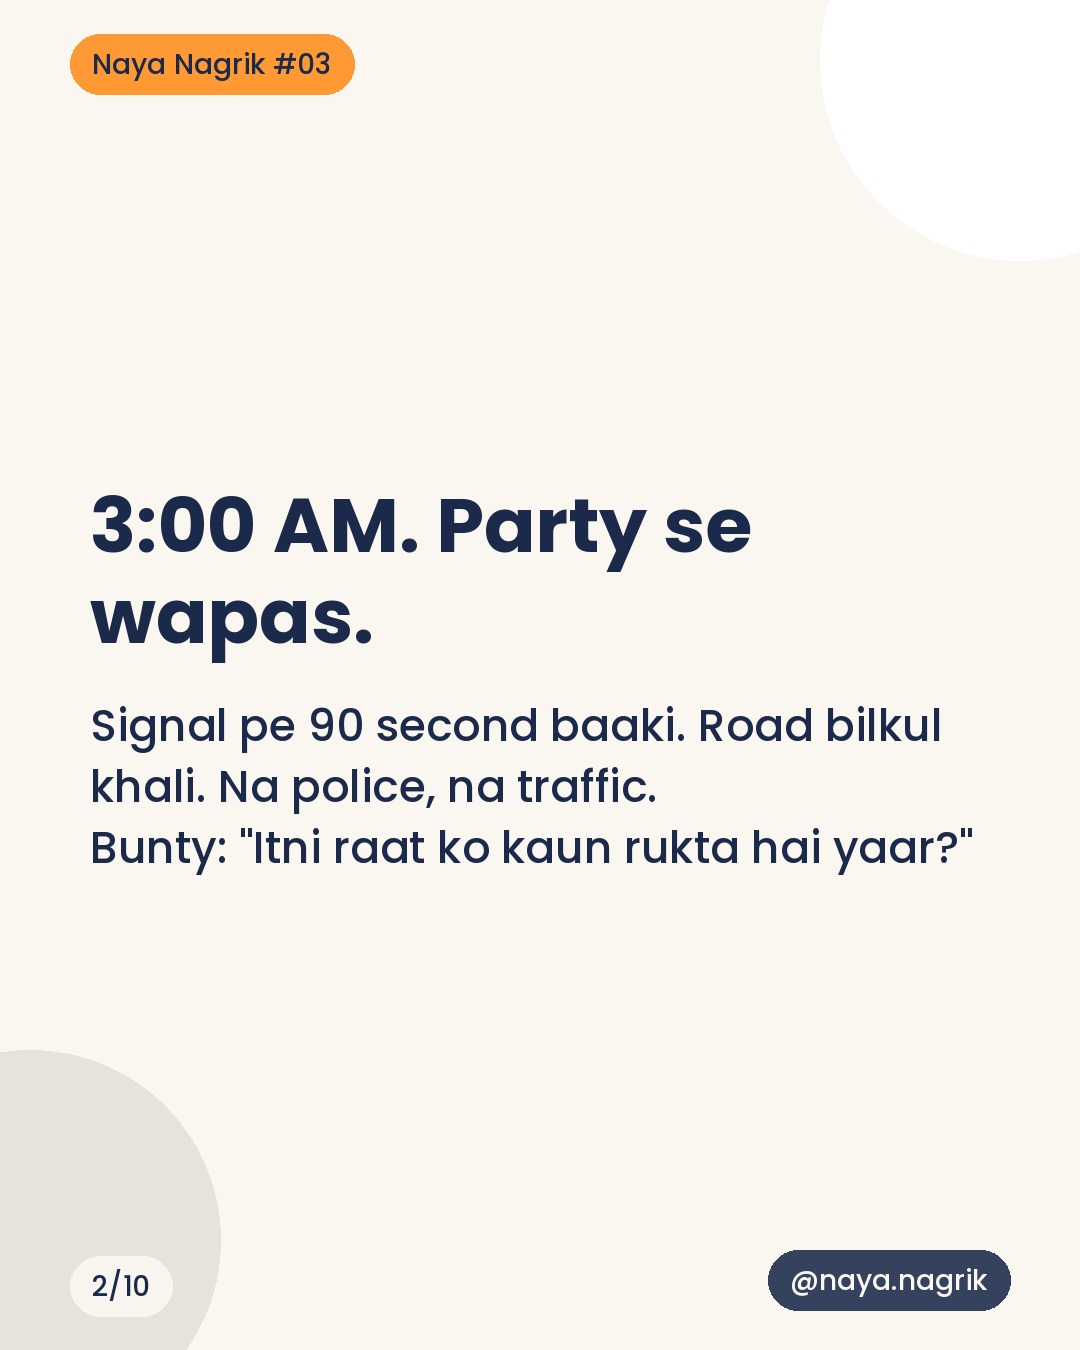 Naya Nagrik #03
3:00 AM. Party se
wapas.
Signal pe 90 second baaki. Road bilkul
khali. Na police, na traffic.
Bunty: "Itni raat ko kaun rukta hai yaar?"
2/10
@naya.nagrik